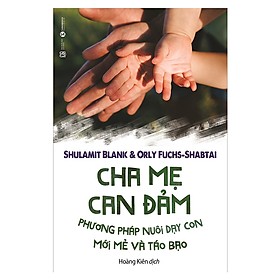 SHULAMIT BLANK & ORLY FUCHS-SHABTAI
CHA MẸ
CAN ĐẢM
PHƯƠNG PHÁP NUÔI DẠY CON
MỚI MẺ VÀ TÁO BẠO
Hoàng Kiên dịch